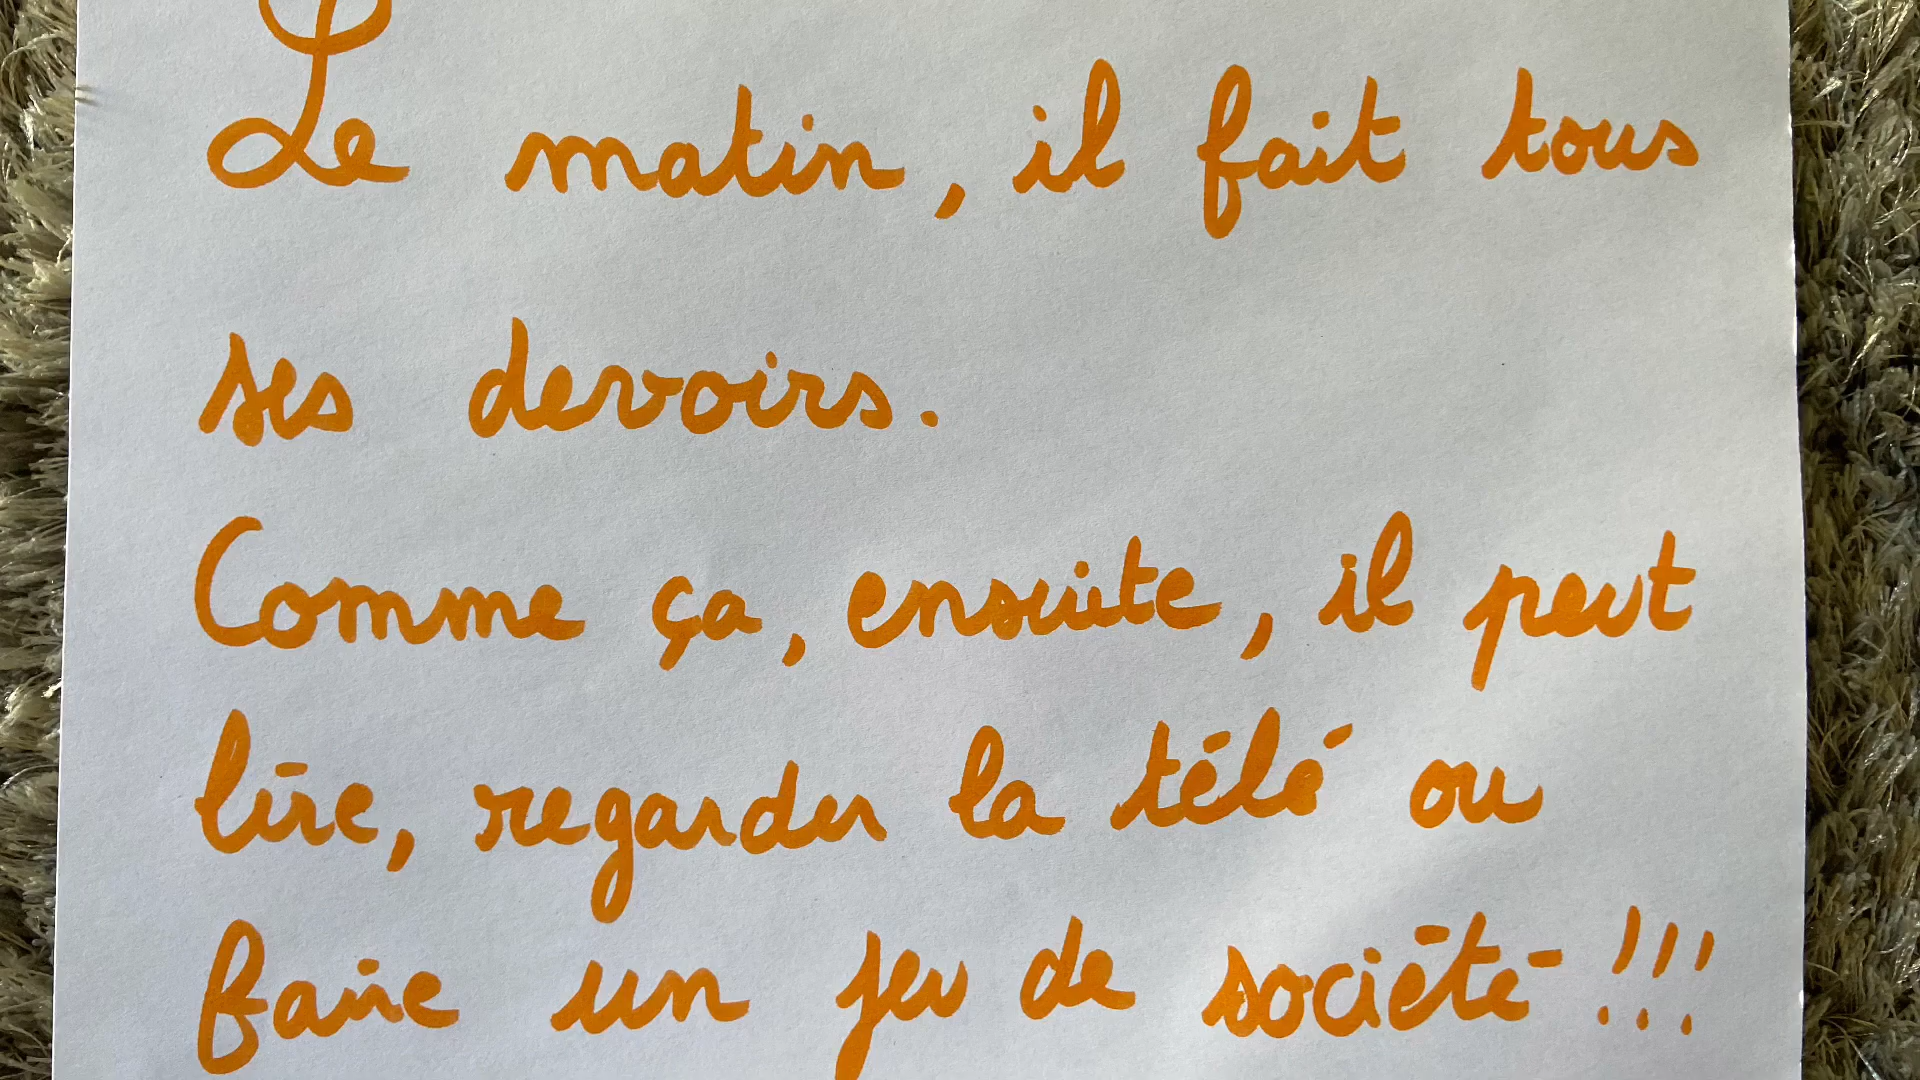 Le matin, il fait tous
ses devoirs.
Comme ça, ensuite, il peut
lire, regarder la télé ou
faire un jeu de société !!!